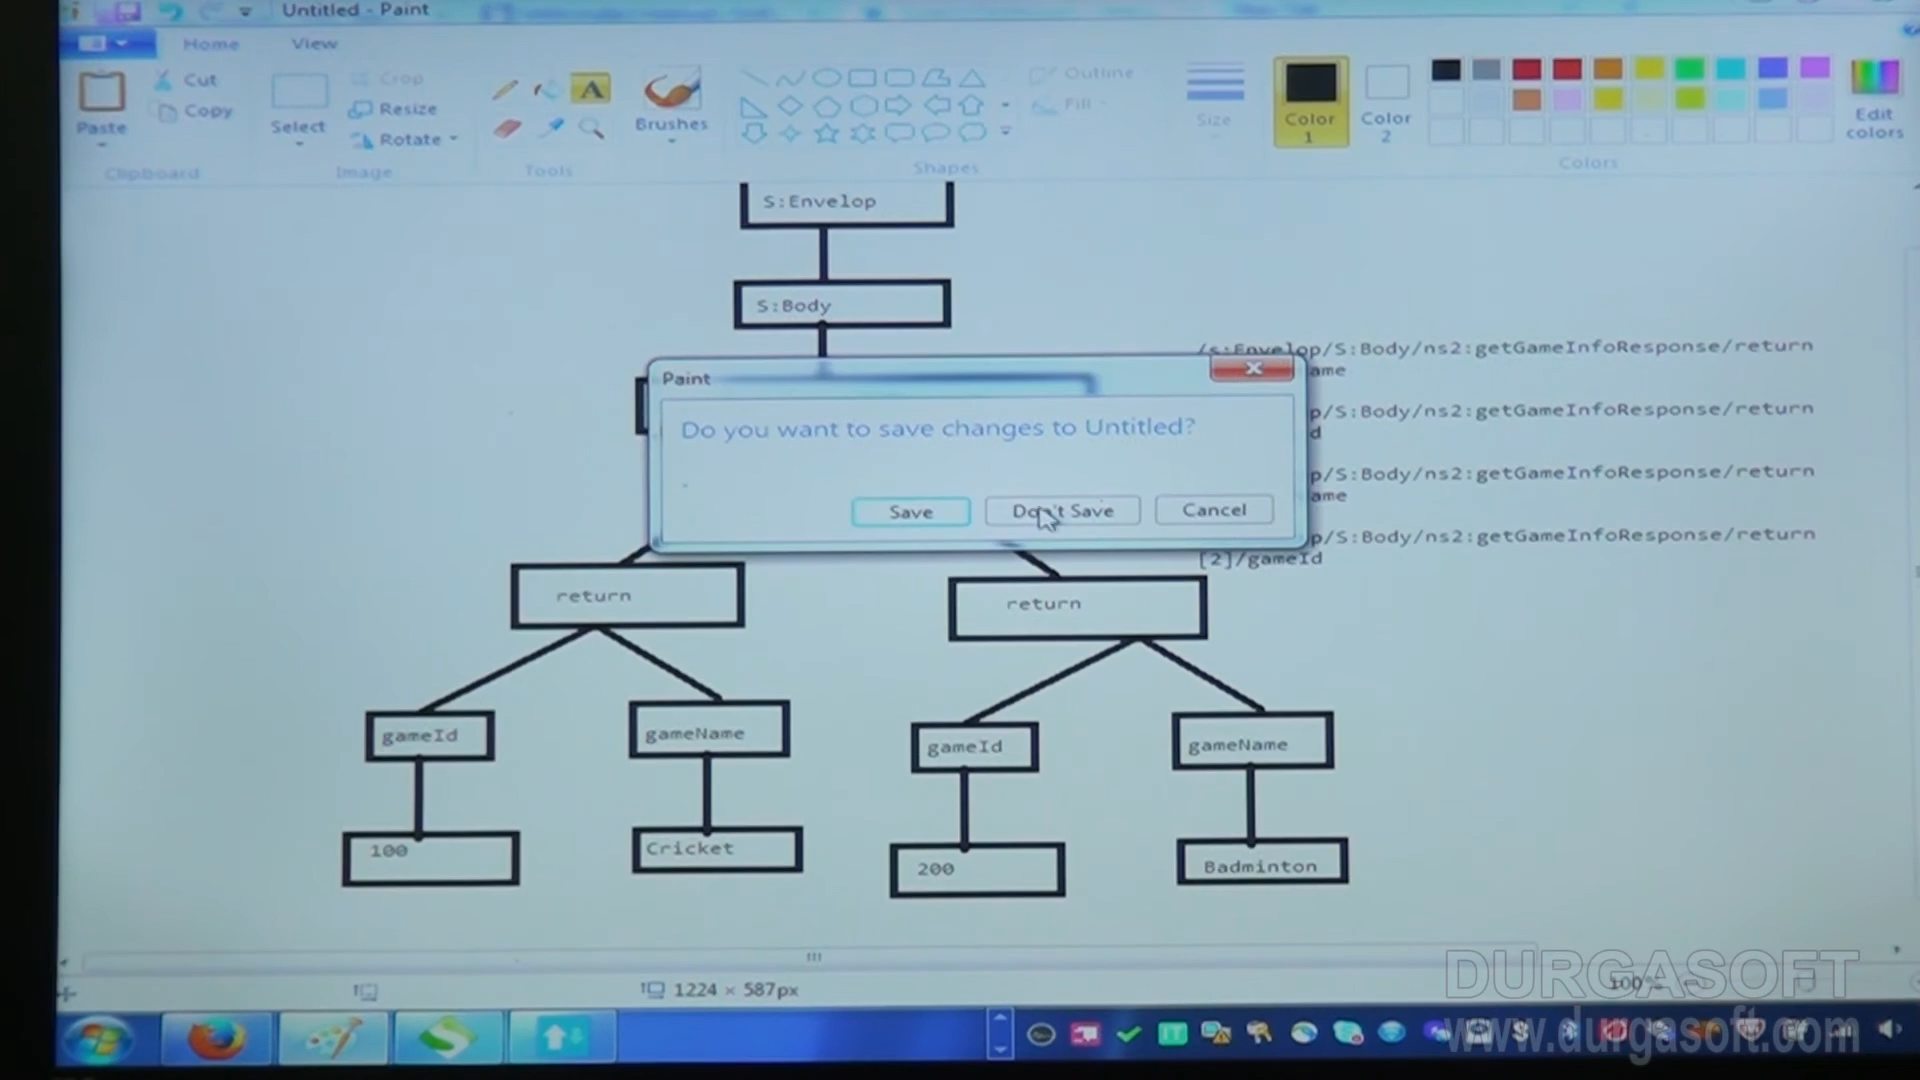 Untitled - Paint
Home View
Paste
Cut
Copy
Select
Crop
Resize
Rotate
Brushes
Outline
Fill
Size
Color 1
Color 2
Edit colors
Clipboard
Image
Tools
Shapes
Colors
S:Envelop
S:Body
/s:Envelop/S:Body/ns2:getGameInfoResponse/return
ame
p/S:Body/ns2:getGameInfoResponse/return
d
p/S:Body/ns2:getGameInfoResponse/return
ame
p/S:Body/ns2:getGameInfoResponse/return
[2]/gameId
Paint
Do you want to save changes to Untitled?
Save
Don't Save
Cancel
return
return
gameId
gameName
gameId
gameName
100
Cricket
200
Badminton
1224 × 587px
100%
DURGASOFT
www.durgasoft.com